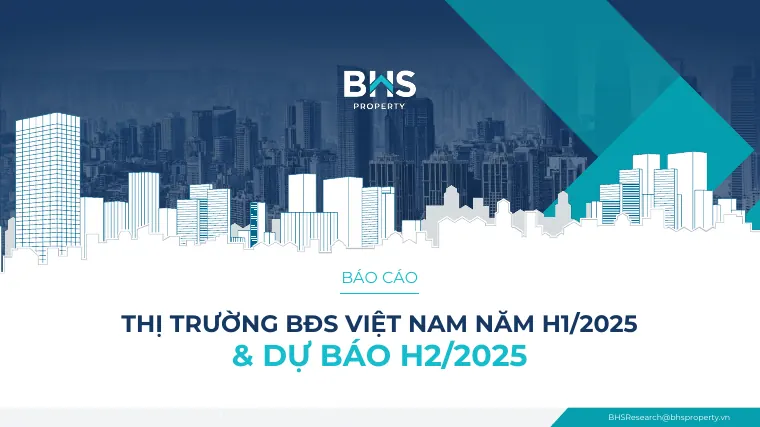 BHS
PROPERTY
BÁO CÁO
THỊ TRƯỜNG BĐS VIỆT NAM NĂM H1/2025
& DỰ BÁO H2/2025
BHSResearch@bhsproperty.vn